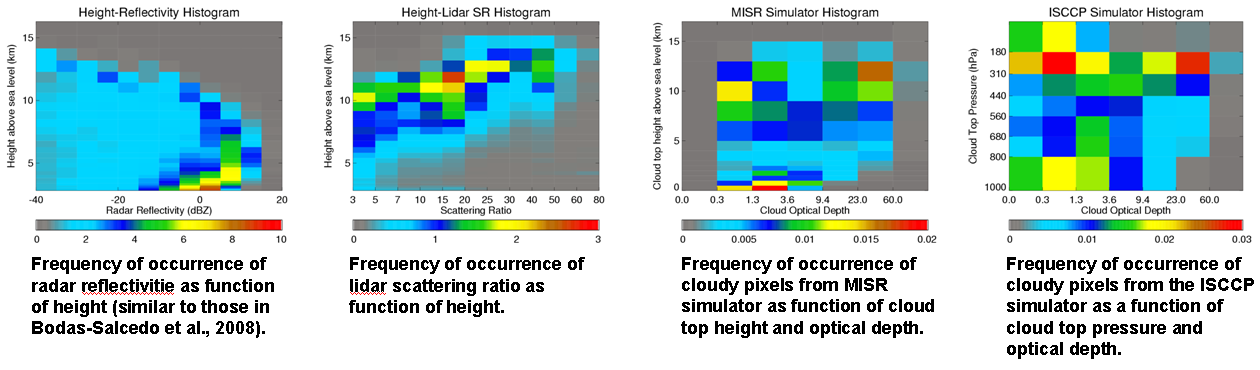 Height-Reflectivity Histogram
Height above sea level (km)
15
10
5
-40 -20 0.0 20
Radar Reflectivity (dBZ)
0 2 4 6 8 10
Frequency of occurrence of
radar reflectivitie as function
of height (similar to those in
Bodas-Salcedo et al., 2008).
Height-Lidar SR Histogram
Height above sea level (km)
15
10
5
3 5 7 10 15 20 25 30 40 50 60 80
Scattering Ratio
0 1 2 3
Frequency of occurrence of
lidar scattering ratio as
function of height.
MISR Simulator Histogram
Cloud top height above sea level (km)
15
10
5
0
0.0 0.3 1.3 3.6 9.4 23.0 60.0
Cloud Optical Depth
0 0.005 0.01 0.015 0.02
Frequency of occurrence of
cloudy pixels from MISR
simulator as function of cloud
top height and optical depth.
ISCCP Simulator Histogram
Cloud Top Pressure (hPa)
180
310
440
560
680
800
1000
0.0 0.3 1.3 3.6 9.4 23.0 60.0
Cloud Optical Depth
0 0.01 0.02 0.03
Frequency of occurrence of
cloudy pixels from the ISCCP
simulator as a function of
cloud top pressure and
optical depth.